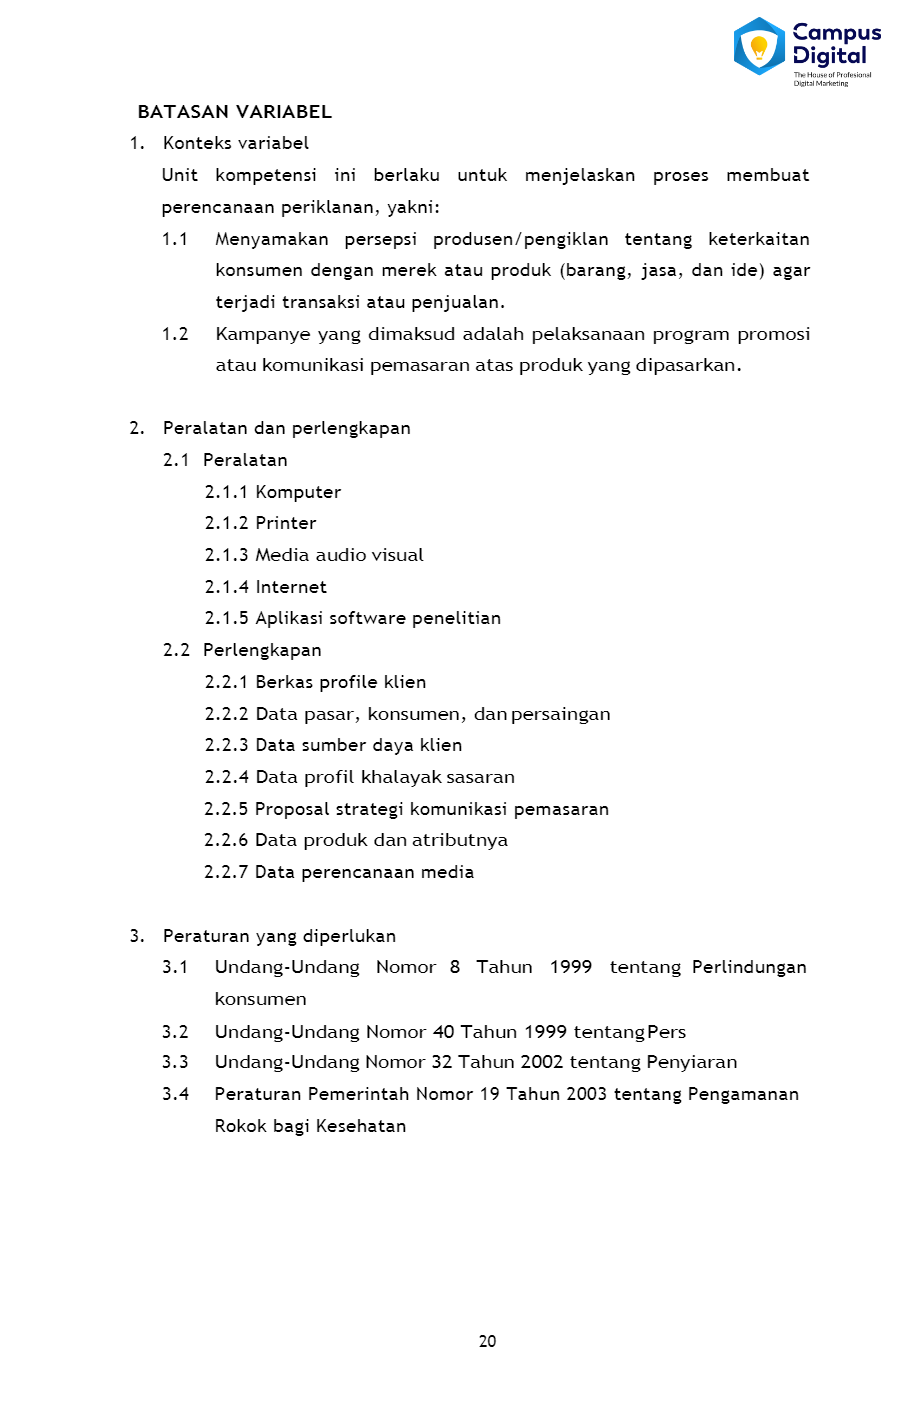 Campus
Digital
The House of Profesional
Digital Marketing
BATASAN VARIABEL
1. Konteks variabel
Unit kompetensi ini berlaku untuk menjelaskan proses membuat
perencanaan periklanan, yakni:
1.1 Menyamakan persepsi produsen/pengiklan tentang keterkaitan
konsumen dengan merek atau produk (barang, jasa, dan ide) agar
terjadi transaksi atau penjualan.
1.2 Kampanye yang dimaksud adalah pelaksanaan program promosi
atau komunikasi pemasaran atas produk yang dipasarkan.
2. Peralatan dan perlengkapan
2.1 Peralatan
2.1.1 Komputer
2.1.2 Printer
2.1.3 Media audio visual
2.1.4 Internet
2.1.5 Aplikasi software penelitian
2.2 Perlengkapan
2.2.1 Berkas profile klien
2.2.2 Data pasar, konsumen, dan persaingan
2.2.3 Data sumber daya klien
2.2.4 Data profil khalayak sasaran
2.2.5 Proposal strategi komunikasi pemasaran
2.2.6 Data produk dan atributnya
2.2.7 Data perencanaan media
3. Peraturan yang diperlukan
3.1 Undang-Undang Nomor 8 Tahun 1999 tentang Perlindungan
konsumen
3.2 Undang-Undang Nomor 40 Tahun 1999 tentang Pers
3.3 Undang-Undang Nomor 32 Tahun 2002 tentang Penyiaran
3.4 Peraturan Pemerintah Nomor 19 Tahun 2003 tentang Pengamanan
Rokok bagi Kesehatan
20